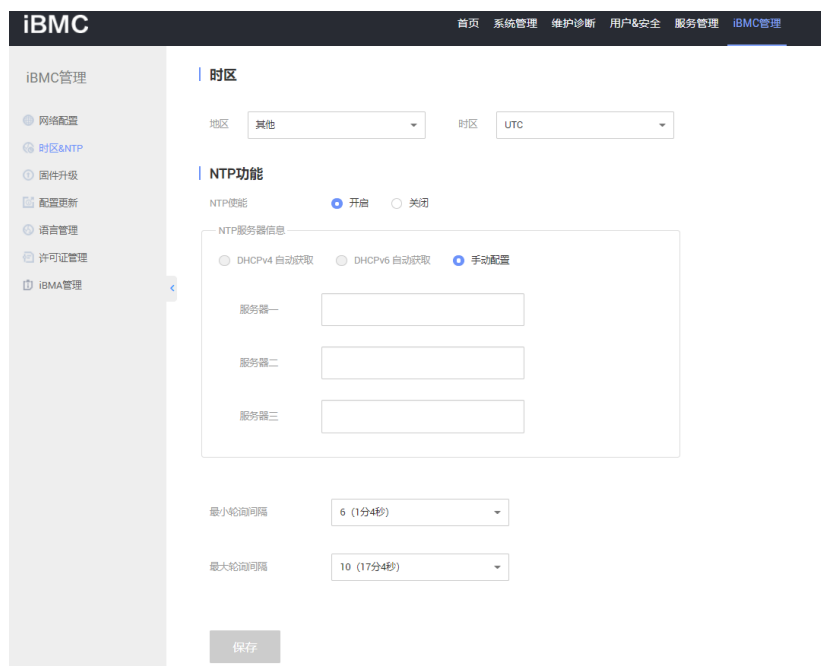 iBMC
首页 系统管理 维护诊断 用户&安全 服务管理 iBMC管理
iBMC管理
网络配置
时区&NTP
固件升级
配置更新
语言管理
许可证管理
iBMA管理
时区
地区 其他 时区 UTC
NTP功能
NTP使能 开启 关闭
NTP服务器信息
DHCPv4 自动获取 DHCPv6 自动获取 手动配置
服务器一
服务器二
服务器三
最小轮询间隔 6（1分4秒）
最大轮询间隔 10（17分4秒）
保存